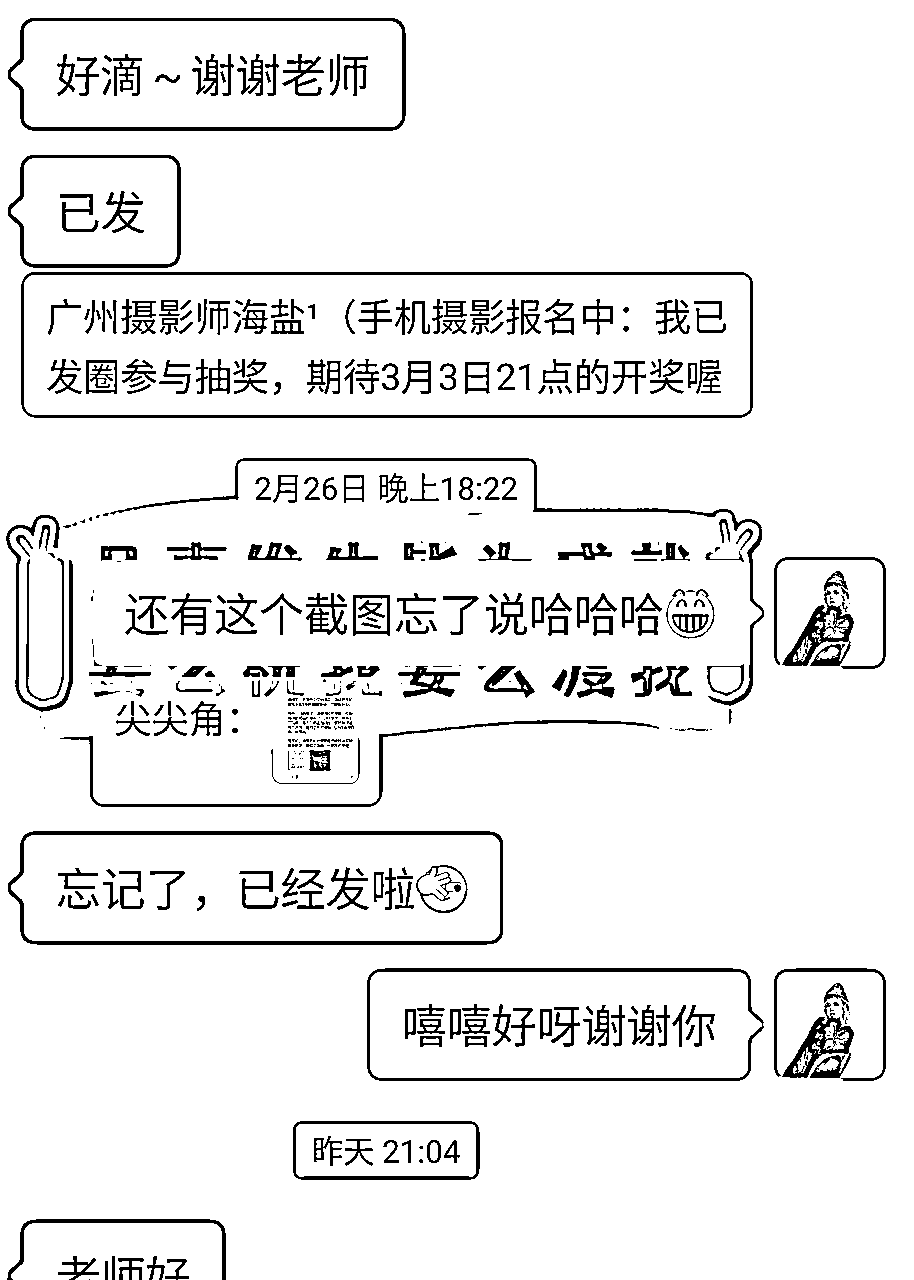 好滴~谢谢老师
已发
广州摄影师海盐¹（手机摄影报名中：我已
发圈参与抽奖，期待3月3日21点的开奖喔
2月26日 晚上18:22
还有这个截图忘了说哈哈哈
尖尖角：
忘记了，已经发啦
嘻嘻好呀谢谢你
昨天 21:04
老师好